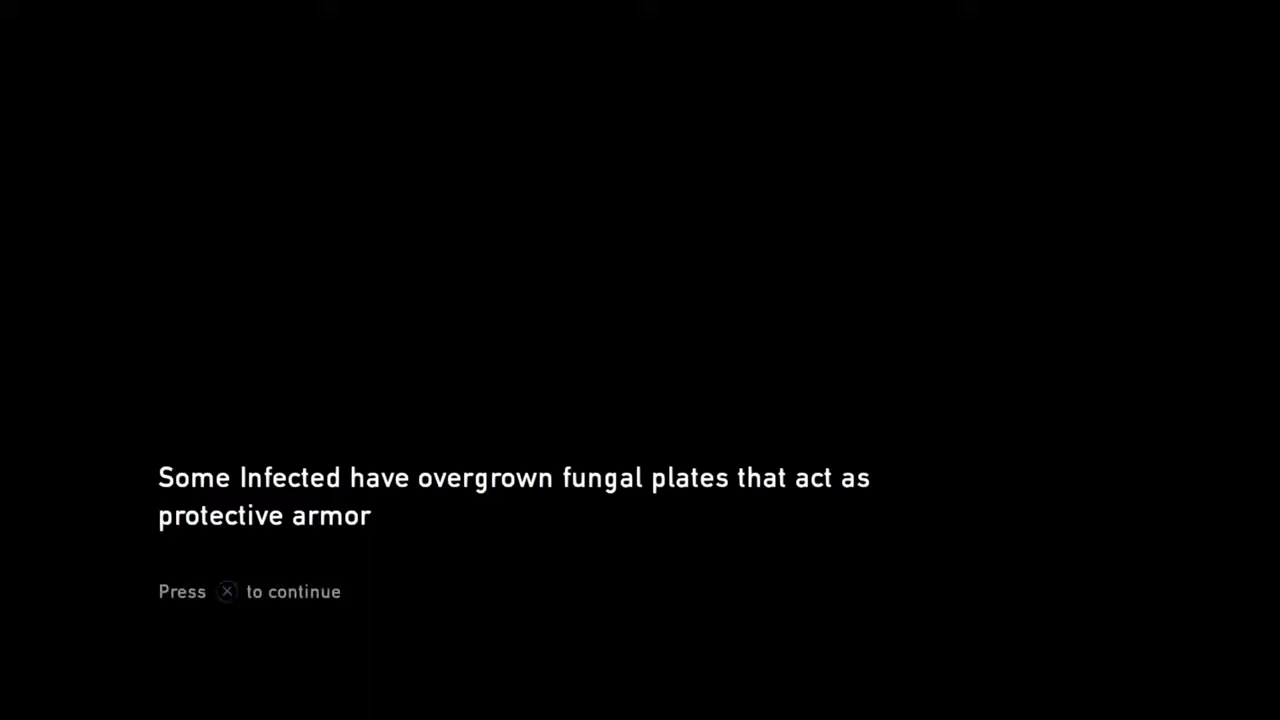 Some Infected have overgrown fungal plates that act as
protective armor
Press ⊗ to continue